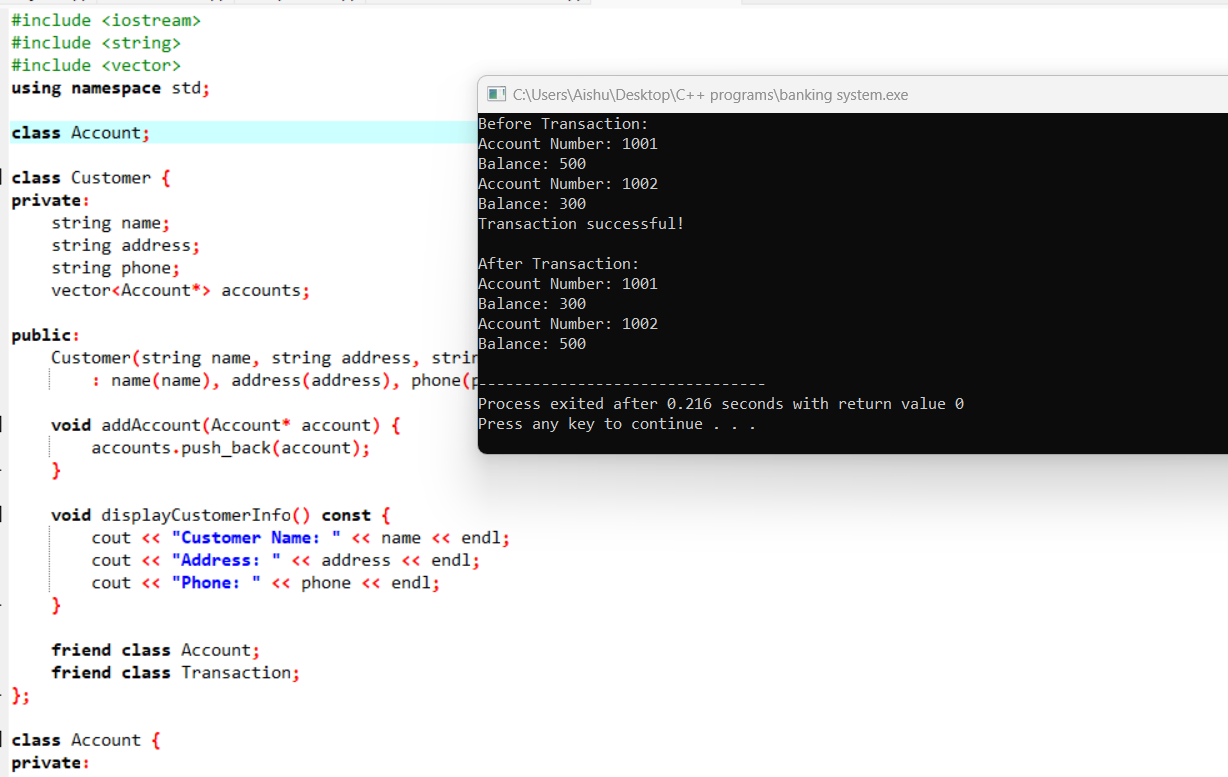 #include <iostream>
#include <string>
#include <vector>
using namespace std;
class Account;
class Customer {
private:
    string name;
    string address;
    string phone;
    vector<Account*> accounts;
public:
    Customer(string name, string address,
        : name(name), address(address),
    void addAccount(Account* account) {
        accounts.push_back(account);
    }
    void displayCustomerInfo() const {
        cout << "Customer Name: " << name << endl;
        cout << "Address: " << address << endl;
        cout << "Phone: " << phone << endl;
    }
    friend class Account;
    friend class Transaction;
};
class Account {
private:
C:\Users\Aishu\Desktop\C++ programs\banking system.exe
Before Transaction:
Account Number: 1001
Balance: 500
Account Number: 1002
Balance: 300
Transaction successful!
After Transaction:
Account Number: 1001
Balance: 300
Account Number: 1002
Balance: 500
--------------------------------
Process exited after 0.216 seconds with return value 0
Press any key to continue . . .